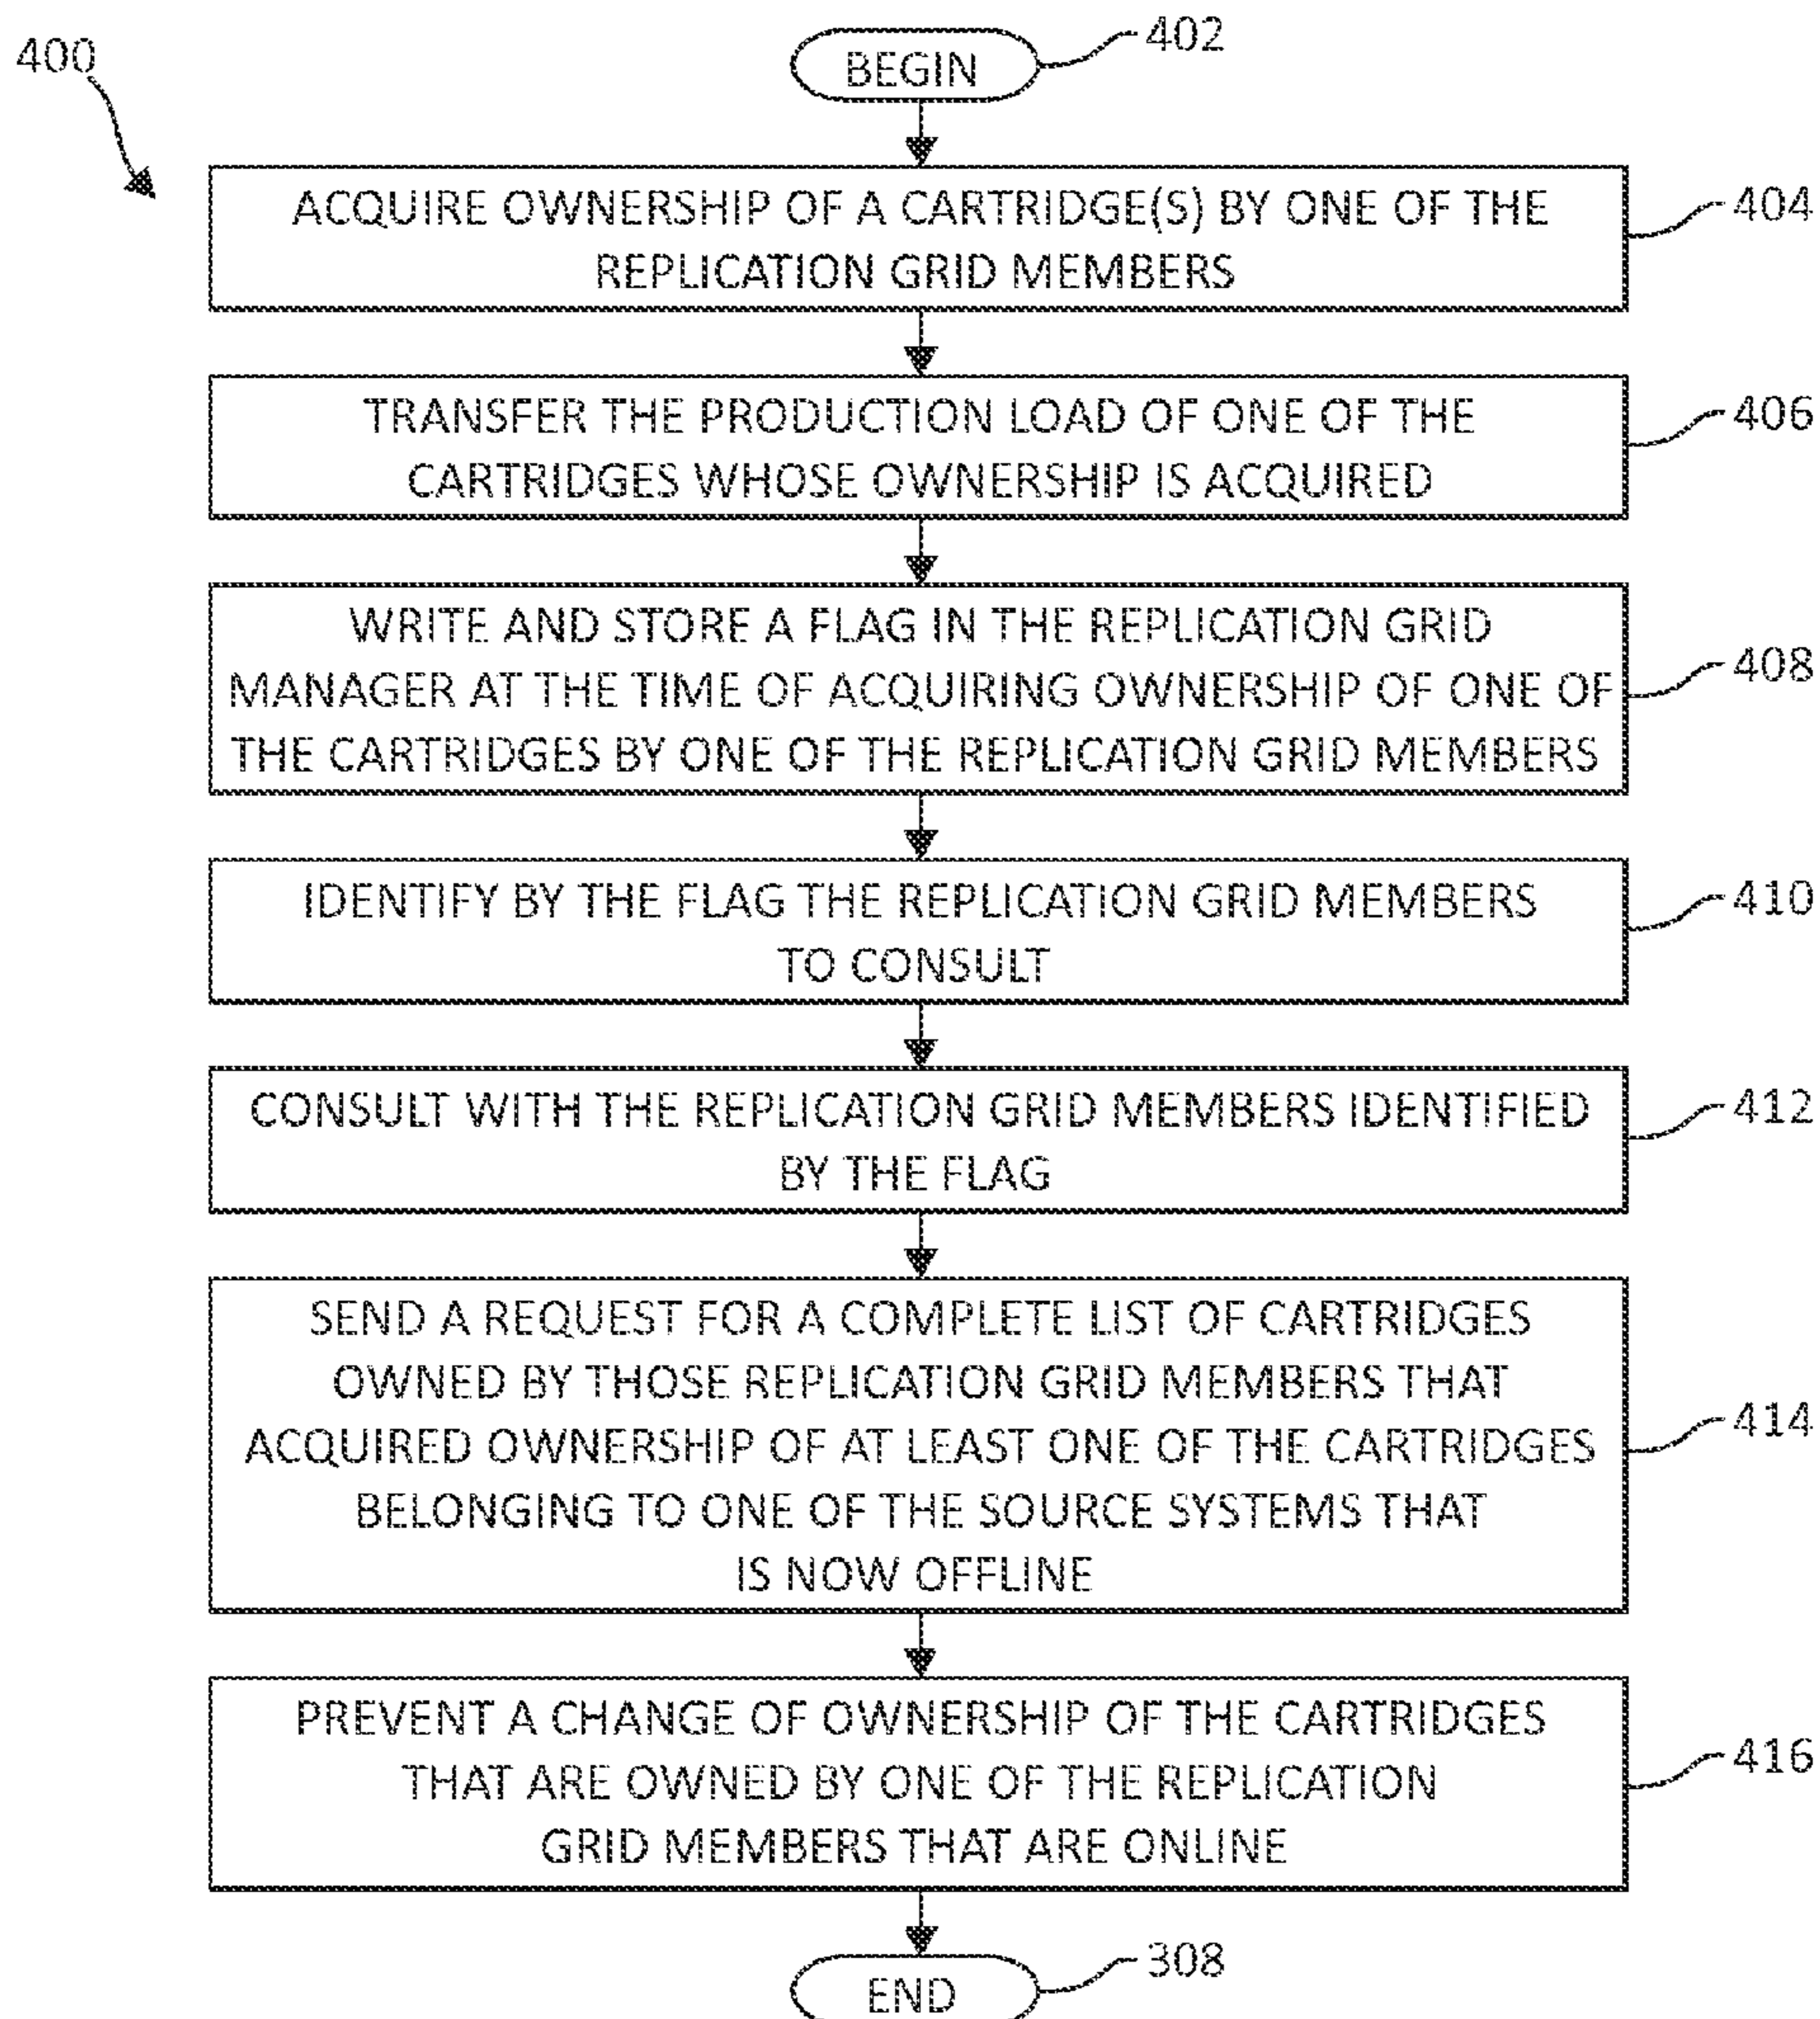 400
BEGIN
402
ACQUIRE OWNERSHIP OF A CARTRIDGE(S) BY ONE OF THE
REPLICATION GRID MEMBERS
404
TRANSFER THE PRODUCTION LOAD OF ONE OF THE
CARTRIDGES WHOSE OWNERSHIP IS ACQUIRED
406
WRITE AND STORE A FLAG IN THE REPLICATION GRID
MANAGER AT THE TIME OF ACQUIRING OWNERSHIP OF ONE OF
THE CARTRIDGES BY ONE OF THE REPLICATION GRID MEMBERS
408
IDENTIFY BY THE FLAG THE REPLICATION GRID MEMBERS
TO CONSULT
410
CONSULT WITH THE REPLICATION GRID MEMBERS IDENTIFIED
BY THE FLAG
412
SEND A REQUEST FOR A COMPLETE LIST OF CARTRIDGES
OWNED BY THOSE REPLICATION GRID MEMBERS THAT
ACQUIRED OWNERSHIP OF AT LEAST ONE OF THE CARTRIDGES
BELONGING TO ONE OF THE SOURCE SYSTEMS THAT
IS NOW OFFLINE
414
PREVENT A CHANGE OF OWNERSHIP OF THE CARTRIDGES
THAT ARE OWNED BY ONE OF THE REPLICATION
GRID MEMBERS THAT ARE ONLINE
416
END
308